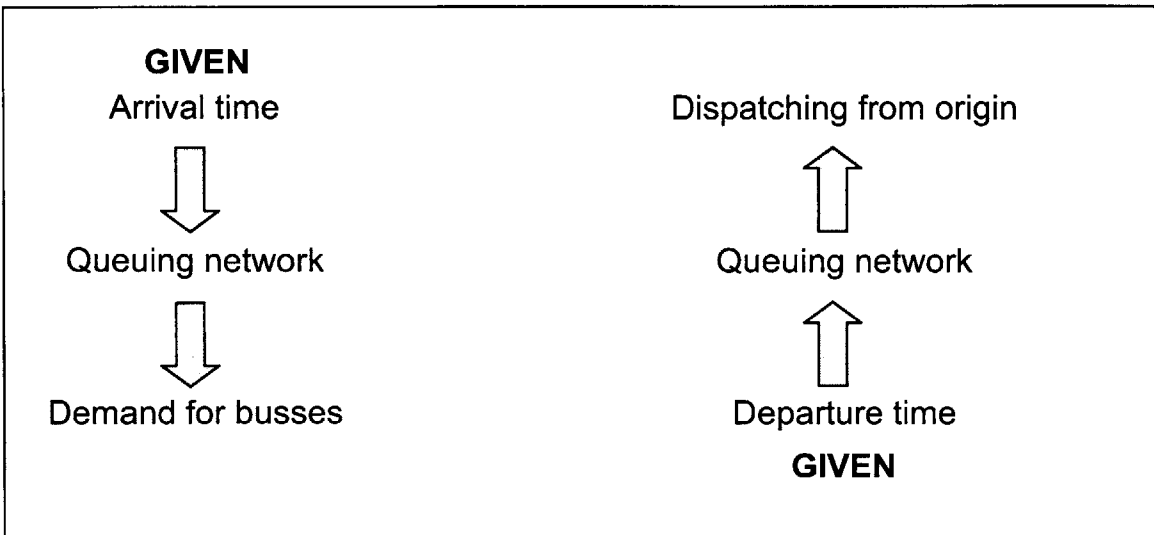 GIVEN
Arrival time
Queuing network
Demand for busses
Dispatching from origin
Queuing network
Departure time
GIVEN